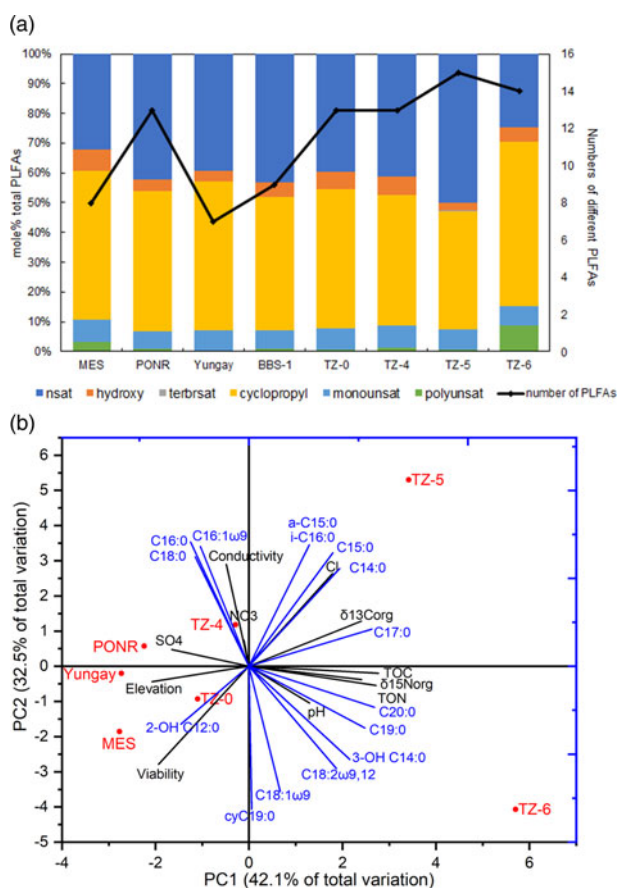 (a)
100%
90%
80%
70%
60%
50%
40%
30%
20%
10%
0%
mole% total PLFAs
16
14
12
10
8
6
4
2
0
Numbers of different PLFAs
MES PONR Yungay BBS-1 TZ-0 TZ-4 TZ-5 TZ-6
nsat hydroxy terbrsat cyclopropyl monounsat polyunsat number of PLFAs
(b)
6
5
4
3
2
1
0
-1
-2
-3
-4
-5
PC2 (32.5% of total variation)
TZ-5
a-C15:0
C16:0 C16:1ω9 i-C16:0
C15:0
C18:0 Conductivity Cl C14:0
NO3 δ13Corg
TZ-4 C17:0
PONR SO4
Yungay TOC
Elevation δ15Norg
TZ-0 TON
C20:0
2-OH C12:0 pH C19:0
MES
3-OH C14:0
Viability C18:2ω9,12
C18:1ω9
cyC19:0 TZ-6
-4 -2 0 2 4 6
PC1 (42.1% of total variation)